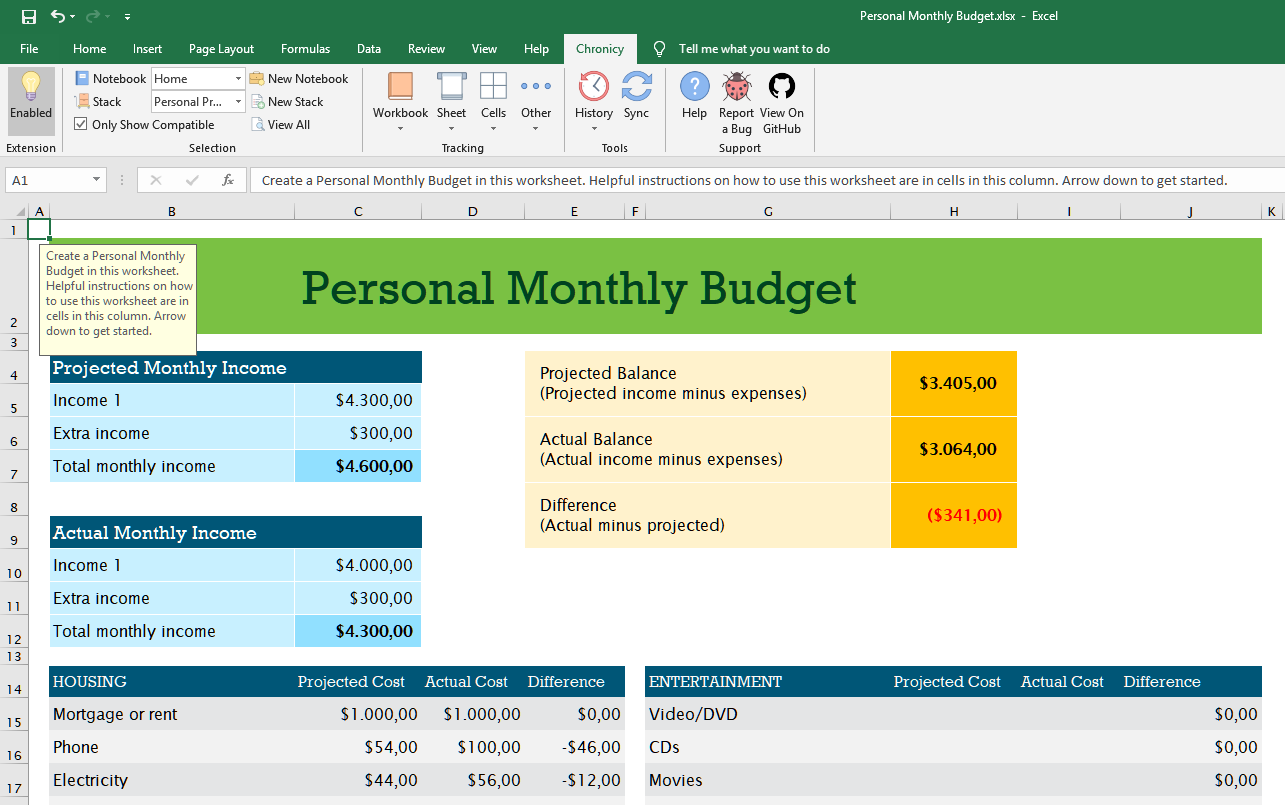 Personal Monthly Budget.xlsx - Excel
File Home Insert Page Layout Formulas Data Review View Help Chronicy Tell me what you want to do
Notebook Home New Notebook
Stack Personal Pr... New Stack
Only Show Compatible View All
Enabled
Workbook Sheet Cells Other
History Sync
Help Report a Bug View On GitHub
Extension Selection Tracking Tools Support
A1 fx Create a Personal Monthly Budget in this worksheet. Helpful instructions on how to use this worksheet are in cells in this column. Arrow down to get started.
A B C D E F G H I J K
1
Create a Personal Monthly
Budget in this worksheet.
Helpful instructions on how
to use this worksheet are in
cells in this column. Arrow
down to get started.
Personal Monthly Budget
2
3
4 Projected Monthly Income
5 Income 1 $4.300,00
6 Extra income $300,00
7 Total monthly income $4.600,00
Projected Balance
(Projected income minus expenses) $3.405,00
Actual Balance
(Actual income minus expenses) $3.064,00
Difference
(Actual minus projected) ($341,00)
8
9 Actual Monthly Income
10 Income 1 $4.000,00
11 Extra income $300,00
12 Total monthly income $4.300,00
13
14 HOUSING Projected Cost Actual Cost Difference ENTERTAINMENT Projected Cost Actual Cost Difference
15 Mortgage or rent $1.000,00 $1.000,00 $0,00 Video/DVD $0,00
16 Phone $54,00 $100,00 -$46,00 CDs $0,00
17 Electricity $44,00 $56,00 -$12,00 Movies $0,00